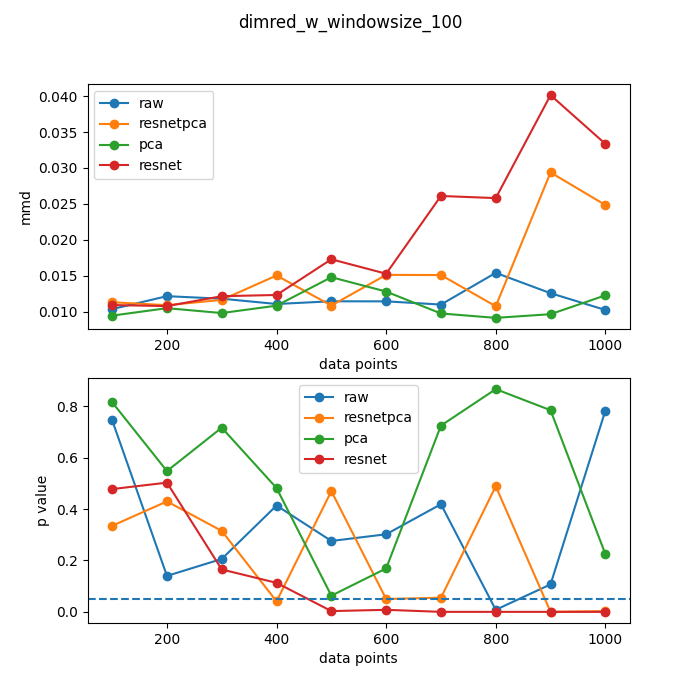 dimred_w_windowsize_100
0.040
0.035
0.030
0.025
0.020
0.015
0.010
mmd
raw
resnetpca
pca
resnet
200
400
600
800
1000
data points
0.8
0.6
0.4
0.2
0.0
p value
raw
resnetpca
pca
resnet
200
400
600
800
1000
data points